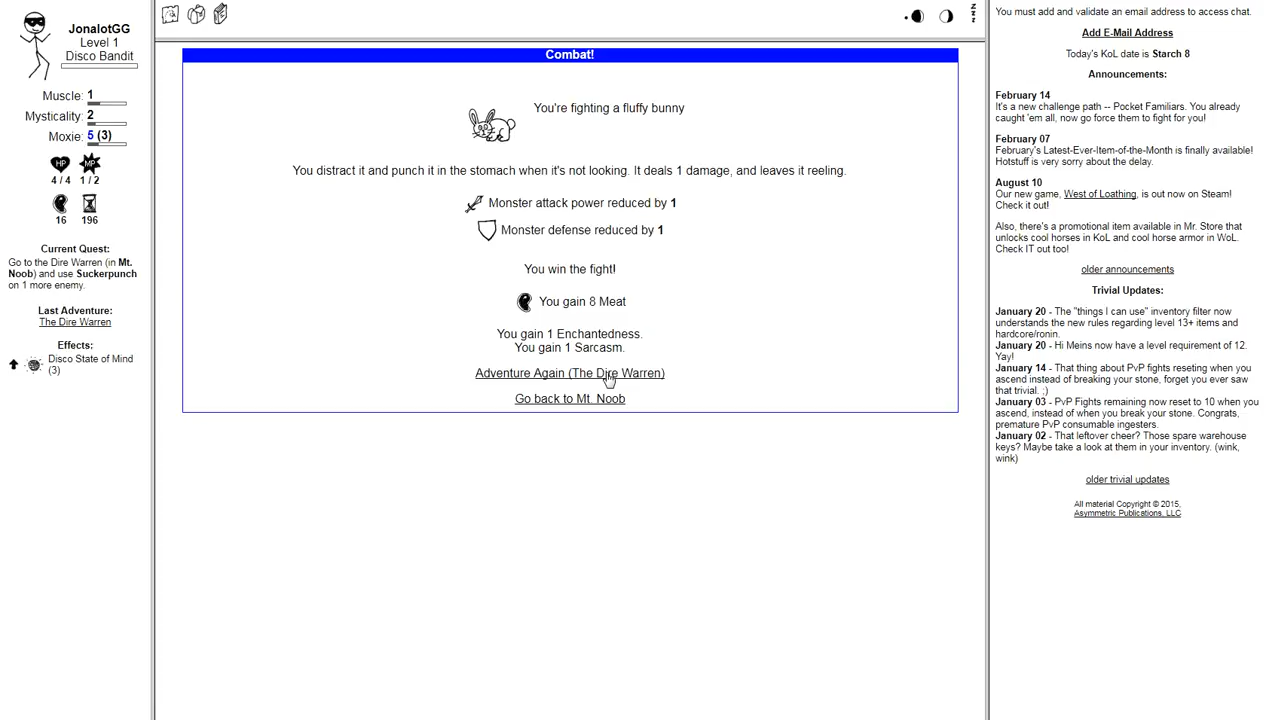 JonalotGG
Level 1
Disco Bandit
Muscle: 1
Mysticality: 2
Moxie: 5 (3)
HP MP
4 / 4 1 / 2
16 196
Current Quest:
Go to the Dire Warren (in Mt.
Noob) and use Suckerpunch
on 1 more enemy.
Last Adventure:
The Dire Warren
Effects:
Disco State of Mind
(3)
Z
z
z
Combat!
You're fighting a fluffy bunny
You distract it and punch it in the stomach when it's not looking. It deals 1 damage, and leaves it reeling.
Monster attack power reduced by 1
Monster defense reduced by 1
You win the fight!
You gain 8 Meat
You gain 1 Enchantedness.
You gain 1 Sarcasm.
Adventure Again (The Dire Warren)
Go back to Mt. Noob
You must add and validate an email address to access chat.
Add E-Mail Address
Today's KoL date is Starch 8
Announcements:
February 14
It's a new challenge path -- Pocket Familiars. You already
caught 'em all, now go force them to fight for you!
February 07
February's Latest-Ever-Item-of-the-Month is finally available!
Hotstuff is very sorry about the delay.
August 10
Our new game, West of Loathing, is out now on Steam!
Check it out!
Also, there's a promotional item available in Mr. Store that
unlocks cool horses in KoL and cool horse armor in WoL.
Check IT out too!
older announcements
Trivial Updates:
January 20 - The "things I can use" inventory filter now
understands the new rules regarding level 13+ items and
hardcore/ronin.
January 20 - Hi Meins now have a level requirement of 12.
Yay!
January 14 - That thing about PvP fights reseting when you
ascend instead of breaking your stone, forget you ever saw
that trivial. ;)
January 03 - PvP Fights remaining now reset to 10 when you
ascend, instead of when you break your stone. Congrats,
premature PvP consumable ingesters.
January 02 - That leftover cheer? Those spare warehouse
keys? Maybe take a look at them in your inventory. (wink,
wink)
older trivial updates
All material Copyright © 2015,
Asymmetric Publications, LLC